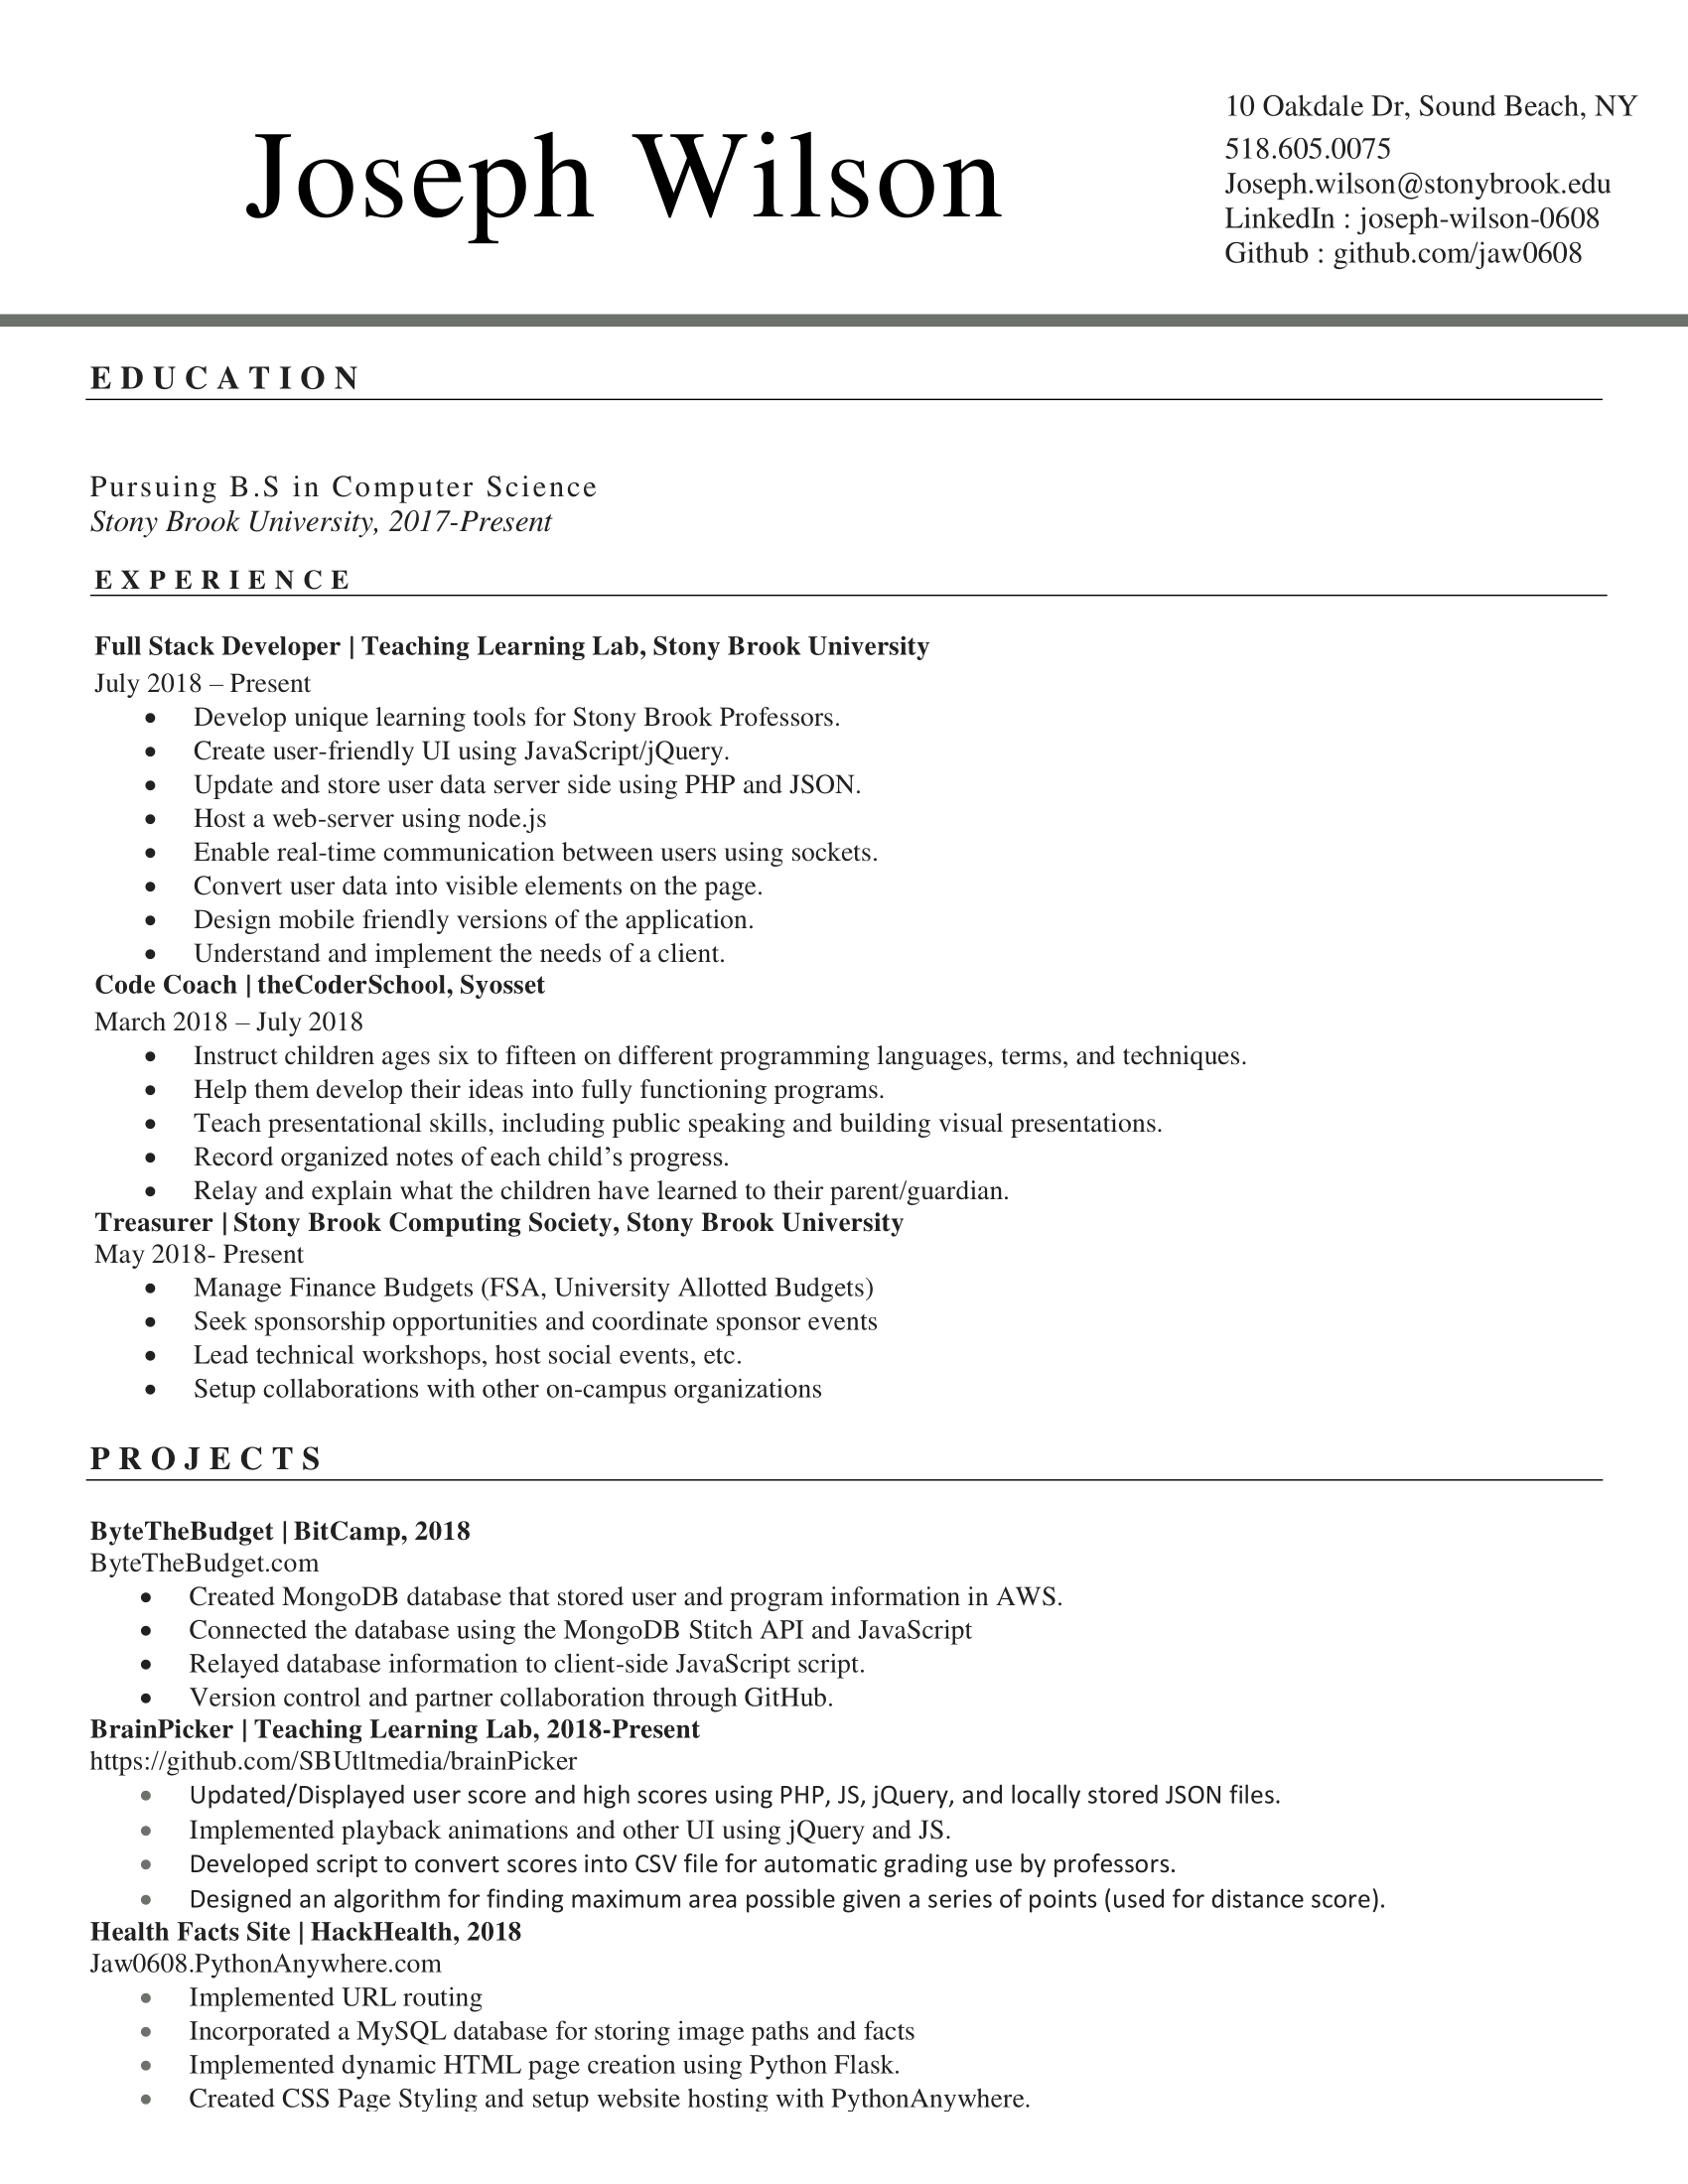 Joseph Wilson
10 Oakdale Dr, Sound Beach, NY
518.605.0075
Joseph.wilson@stonybrook.edu
LinkedIn : joseph-wilson-0608
Github : github.com/jaw0608
EDUCATION
Pursuing B.S in Computer Science
Stony Brook University, 2017-Present
EXPERIENCE
Full Stack Developer | Teaching Learning Lab, Stony Brook University
July 2018 – Present
• Develop unique learning tools for Stony Brook Professors.
• Create user-friendly UI using JavaScript/jQuery.
• Update and store user data server side using PHP and JSON.
• Host a web-server using node.js
• Enable real-time communication between users using sockets.
• Convert user data into visible elements on the page.
• Design mobile friendly versions of the application.
• Understand and implement the needs of a client.
Code Coach | theCoderSchool, Syosset
March 2018 – July 2018
• Instruct children ages six to fifteen on different programming languages, terms, and techniques.
• Help them develop their ideas into fully functioning programs.
• Teach presentational skills, including public speaking and building visual presentations.
• Record organized notes of each child’s progress.
• Relay and explain what the children have learned to their parent/guardian.
Treasurer | Stony Brook Computing Society, Stony Brook University
May 2018- Present
• Manage Finance Budgets (FSA, University Allotted Budgets)
• Seek sponsorship opportunities and coordinate sponsor events
• Lead technical workshops, host social events, etc.
• Setup collaborations with other on-campus organizations
PROJECTS
ByteTheBudget | BitCamp, 2018
ByteTheBudget.com
• Created MongoDB database that stored user and program information in AWS.
• Connected the database using the MongoDB Stitch API and JavaScript
• Relayed database information to client-side JavaScript script.
• Version control and partner collaboration through GitHub.
BrainPicker | Teaching Learning Lab, 2018-Present
https://github.com/SBUtltmedia/brainPicker
• Updated/Displayed user score and high scores using PHP, JS, jQuery, and locally stored JSON files.
• Implemented playback animations and other UI using jQuery and JS.
• Developed script to convert scores into CSV file for automatic grading use by professors.
• Designed an algorithm for finding maximum area possible given a series of points (used for distance score).
Health Facts Site | HackHealth, 2018
Jaw0608.PythonAnywhere.com
• Implemented URL routing
• Incorporated a MySQL database for storing image paths and facts
• Implemented dynamic HTML page creation using Python Flask.
• Created CSS Page Styling and setup website hosting with PythonAnywhere.